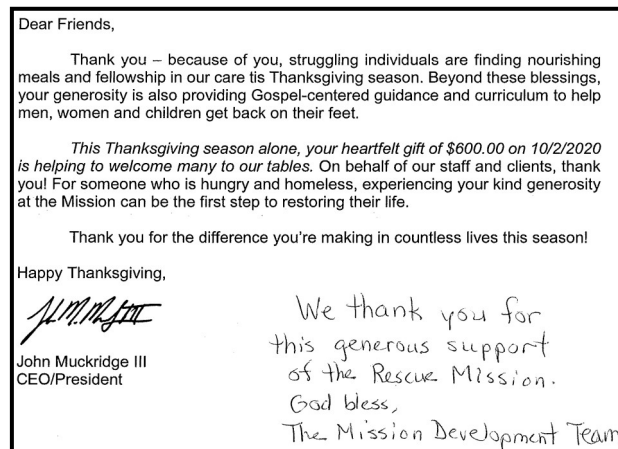 Dear Friends,
Thank you – because of you, struggling individuals are finding nourishing
meals and fellowship in our care tis Thanksgiving season. Beyond these blessings,
your generosity is also providing Gospel-centered guidance and curriculum to help
men, women and children get back on their feet.
This Thanksgiving season alone, your heartfelt gift of $600.00 on 10/2/2020
is helping to welcome many to our tables. On behalf of our staff and clients, thank
you! For someone who is hungry and homeless, experiencing your kind generosity
at the Mission can be the first step to restoring their life.
Thank you for the difference you're making in countless lives this season!
Happy Thanksgiving,
John Muckridge III
CEO/President
We thank you for
this generous support
of the Rescue Mission.
God bless,
The Mission Development Team